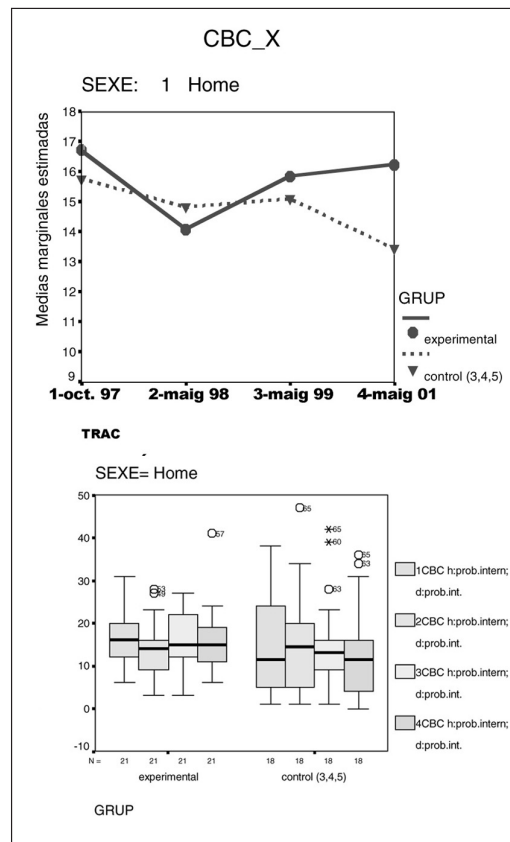 CBC_X
SEXE: 1 Home
Medias marginales estimadas
18
17
16
15
14
13
12
11
10
9
1-oct. 97 2-maig 98 3-maig 99 4-maig 01
GRUP
experimental
control (3,4,5)
TRAC
SEXE= Home
50
40
30
20
10
0
-10
53
49
57
65
65
60
63
65
63
N = 21 21 21 21 18 18 18 18
experimental control (3,4,5)
GRUP
1CBC h:prob.intern;
d:prob.int.
2CBC h:prob.intern;
d:prob.int.
3CBC h:prob.intern;
d:prob.int.
4CBC h:prob.intern;
d:prob.int.